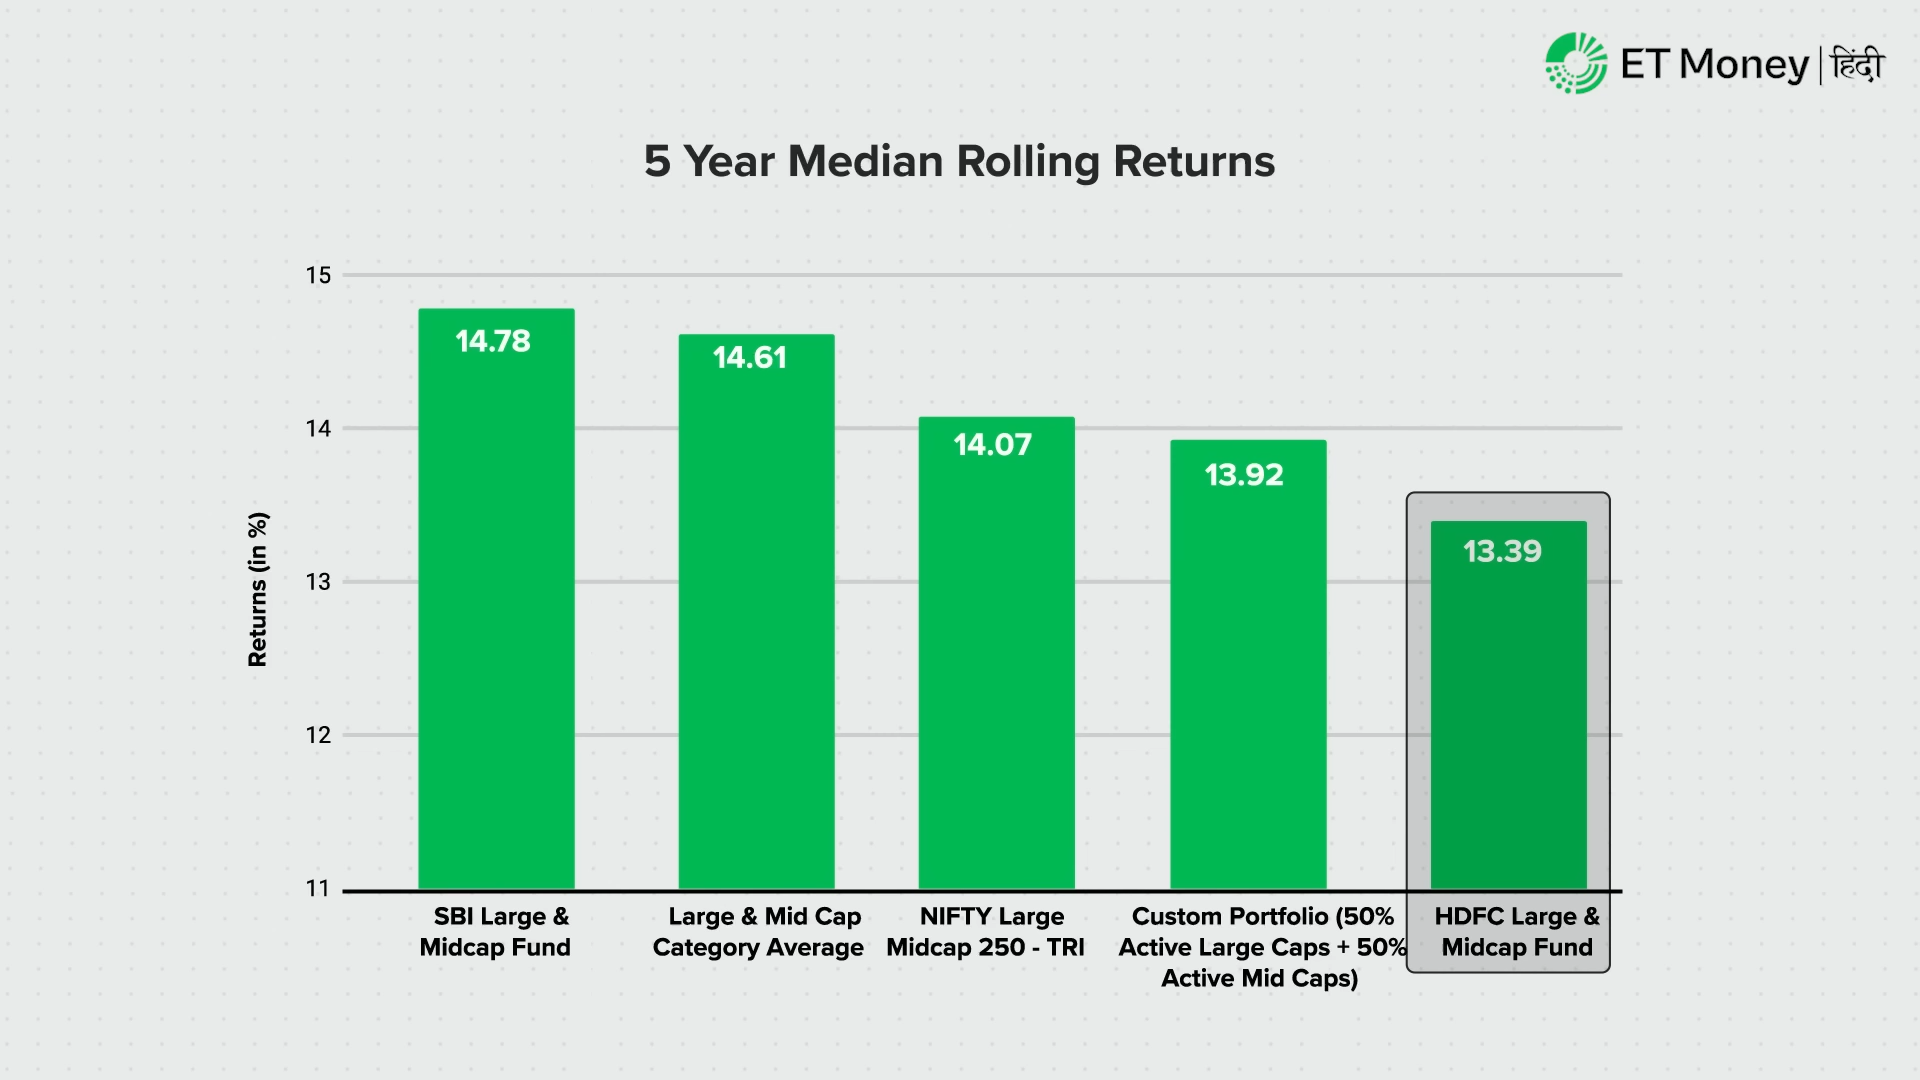 ET Money | हिंदी
5 Year Median Rolling Returns
Returns (in %)
15
14
13
12
11
14.78
14.61
14.07
13.92
13.39
SBI Large &
Midcap Fund
Large & Mid Cap
Category Average
NIFTY Large
Midcap 250 - TRI
Custom Portfolio (50%
Active Large Caps + 50%
Active Mid Caps)
HDFC Large &
Midcap Fund